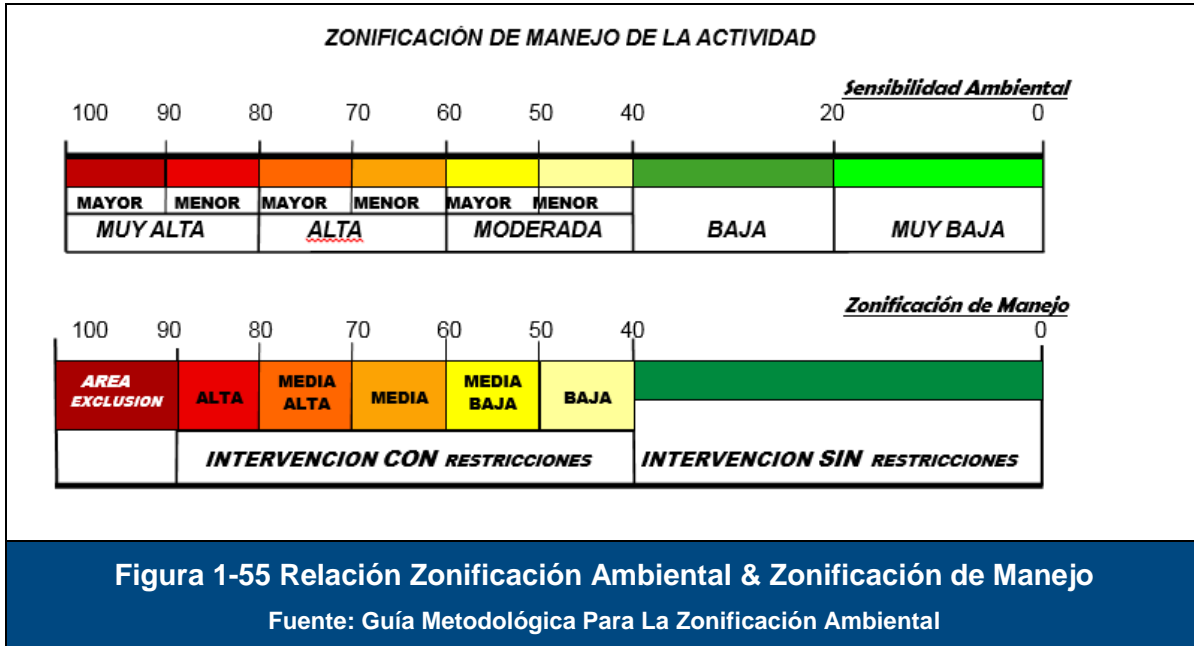 ZONIFICACIÓN DE MANEJO DE LA ACTIVIDAD
Sensibilidad Ambiental
100 90 80 70 60 50 40 20 0
MAYOR MENOR MAYOR MENOR MAYOR MENOR
MUY ALTA ALTA MODERADA BAJA MUY BAJA
Zonificación de Manejo
100 90 80 70 60 50 40 0
AREA EXCLUSION ALTA MEDIA ALTA MEDIA MEDIA BAJA BAJA
INTERVENCION CON RESTRICCIONES INTERVENCION SIN RESTRICCIONES
Figura 1-55 Relación Zonificación Ambiental & Zonificación de Manejo
Fuente: Guía Metodológica Para La Zonificación Ambiental